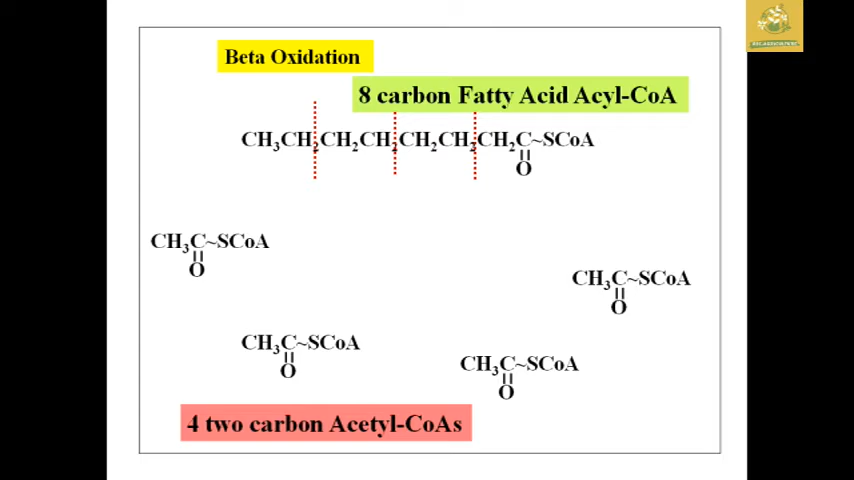 Beta Oxidation
8 carbon Fatty Acid Acyl-CoA
CH₃CH₂CH₂CH₂CH₂CH₂CH₂C~SCoA
O
CH₃C~SCoA
O
CH₃C~SCoA
O
CH₃C~SCoA
O
CH₃C~SCoA
O
4 two carbon Acetyl-CoAs